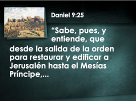 Daniel 9:25
“Sabe, pues, y
entiende, que
desde la salida de la orden
para restaurar y edificar a
Jerusalén hasta el Mesías
Príncipe,...